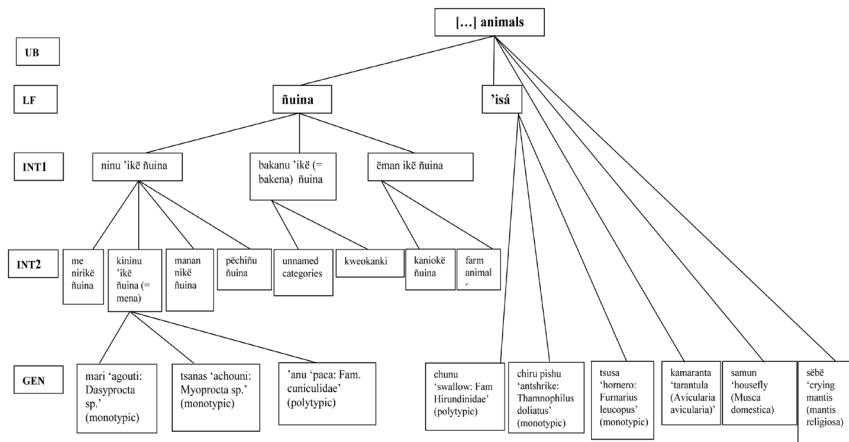 […] animals
UB
LF
ñuina
’isá
INT1
ninu ’ikë ñuina
bakanu ’ikë (=
bakena) ñuina
ëman ikë ñuina
INT2
me
nirikë
ñuina
kininu
’ikë
ñuina (=
mena)
manan
nikë
ñuina
pëchiñu
ñuina
unnamed
categories
kweokanki
kaniokë
ñuina
farm
animal
GEN
mari ‘agouti:
Dasyprocta
sp.’
(monotypic)
tsanas ‘achouni:
Myoprocta sp.’
(monotypic)
’anu ‘paca: Fam.
cuniculidae’
(polytypic)
chunu
‘swallow: Fam
Hirundinidae’
(polytypic)
chiru pishu
‘antshrike:
Thamnophilus
doliatus’
(monotypic)
tsusa
‘hornero:
Furnarius
leucopus’
(monotypic)
kamaranta
‘tarantula
(Avicularia
avicularia)’
samun
‘housefly
(Musca
domestica)
sëbë
‘crying
mantis
(mantis
religiosa)